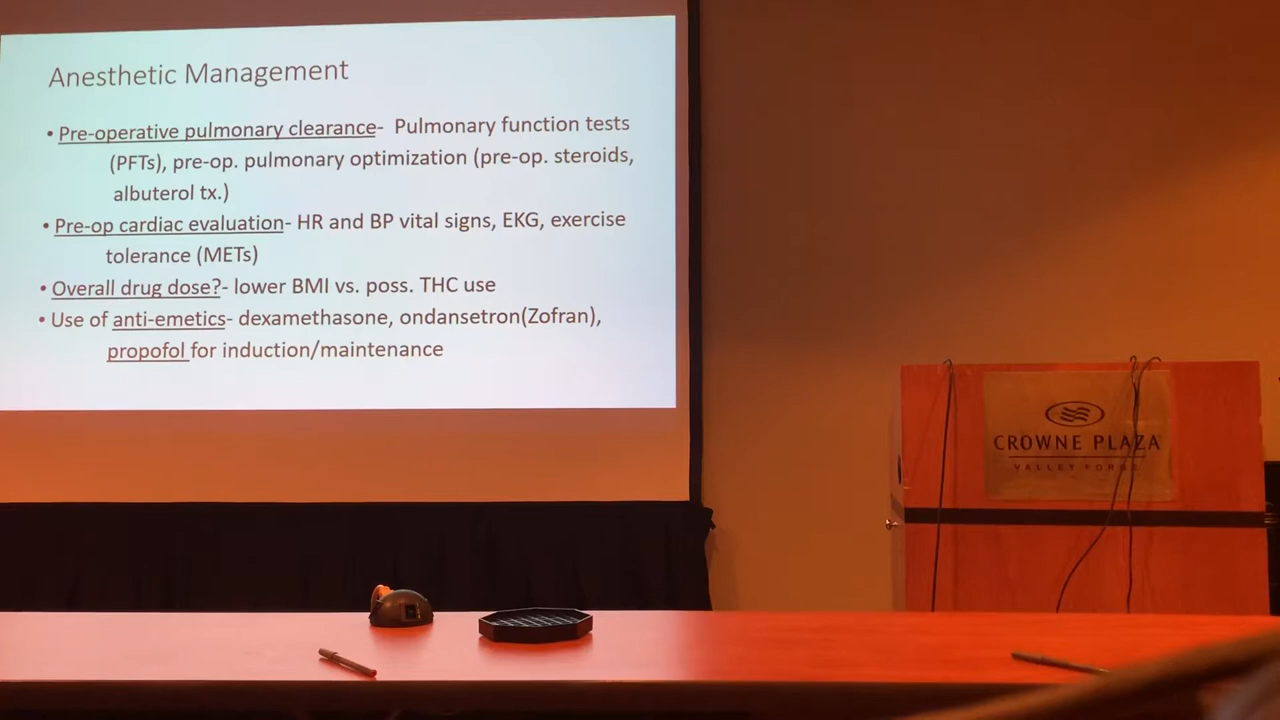 Anesthetic Management
• Pre-operative pulmonary clearance- Pulmonary function tests
(PFTs), pre-op. pulmonary optimization (pre-op. steroids,
albuterol tx.)
• Pre-op cardiac evaluation- HR and BP vital signs, EKG, exercise
tolerance (METs)
• Overall drug dose?- lower BMI vs. poss. THC use
• Use of anti-emetics- dexamethasone, ondansetron(Zofran),
propofol for induction/maintenance
CROWNE PLAZA
VALLEY FORGE